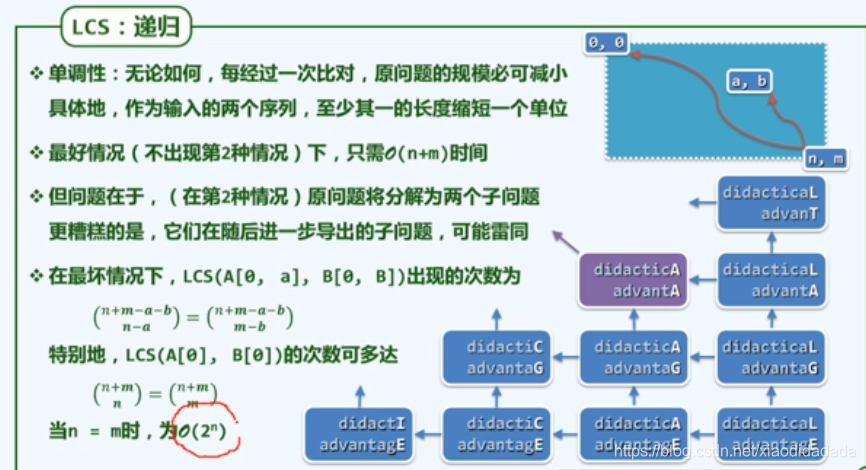 LCS：递归
❖ 单调性：无论如何，每经过一次比对，原问题的规模必可减小
具体地，作为输入的两个序列，至少其一的长度缩短一个单位
❖ 最好情况（不出现第2种情况）下，只需O(n+m)时间
❖ 但问题在于，（在第2种情况）原问题将分解为两个子问题
更糟糕的是，它们在随后进一步导出的子问题，可能雷同
❖ 在最坏情况下，LCS(A[0, a], B[0, B])出现的次数为
(n+m-a-b n-a) = (n+m-a-b m-b)
特别地，LCS(A[0], B[0])的次数可多达
(n+m n) = (n+m m)
当n = m时，为O(2ⁿ)
0, 0
a, b
n, m
didacticaL
advanT
didacticA
advantA
didacticaL
advantA
didactiC
advantaG
didacticA
advantaG
didacticaL
advantaG
didactI
advantagE
didactiC
advantagE
didacticA
advantagE
didacticaL
advantagE
https://blog.csdn.net/xiaodidadada